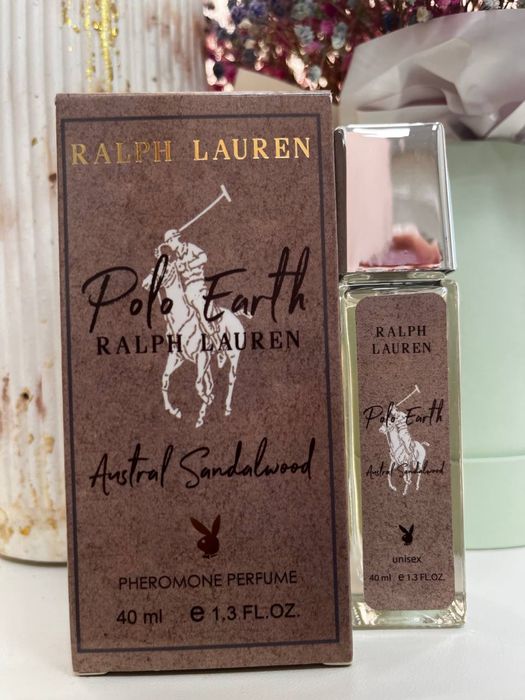 RALPH LAUREN
Polo Earth
RALPH LAUREN
Austral Sandalwood
PHEROMONE PERFUME
40 ml e 1.3 FL.OZ.
RALPH
LAUREN
Polo Earth
Austral Sandalwood
unisex
40 ml e 1.3 FL.OZ.